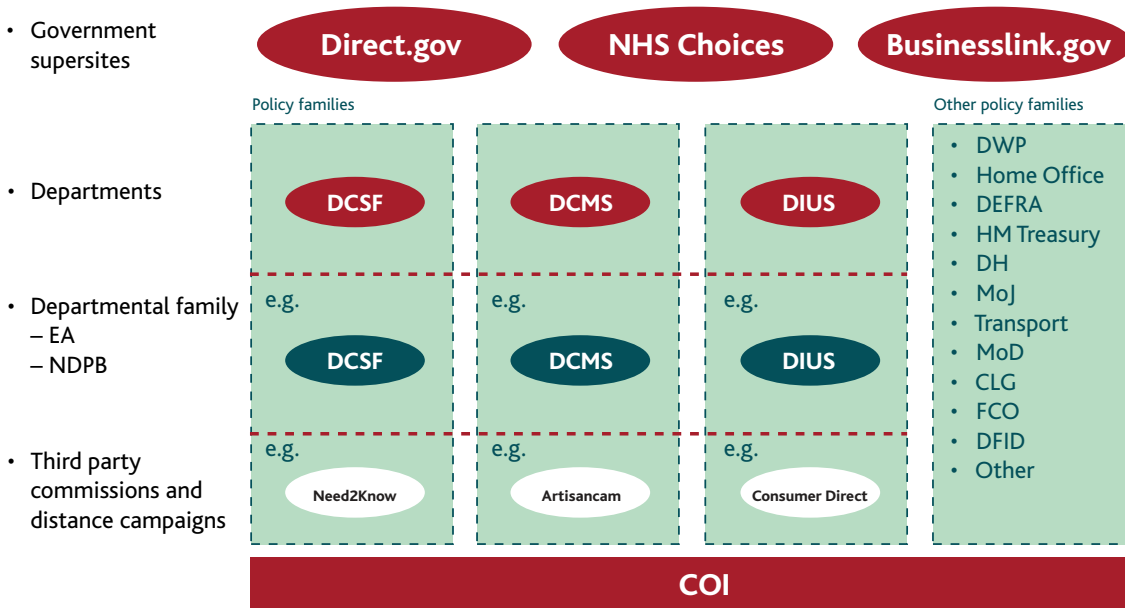 • Government
supersites
Direct.gov
NHS Choices
Businesslink.gov
Policy families
Other policy families
• Departments
DCSF
DCMS
DIUS
• DWP
• Home Office
• DEFRA
• HM Treasury
• DH
• MoJ
• Transport
• MoD
• CLG
• FCO
• DFID
• Other
• Departmental family
– EA
– NDPB
e.g.
DCSF
e.g.
DCMS
e.g.
DIUS
• Third party
commissions and
distance campaigns
e.g.
Need2Know
e.g.
Artisancam
e.g.
Consumer Direct
COI